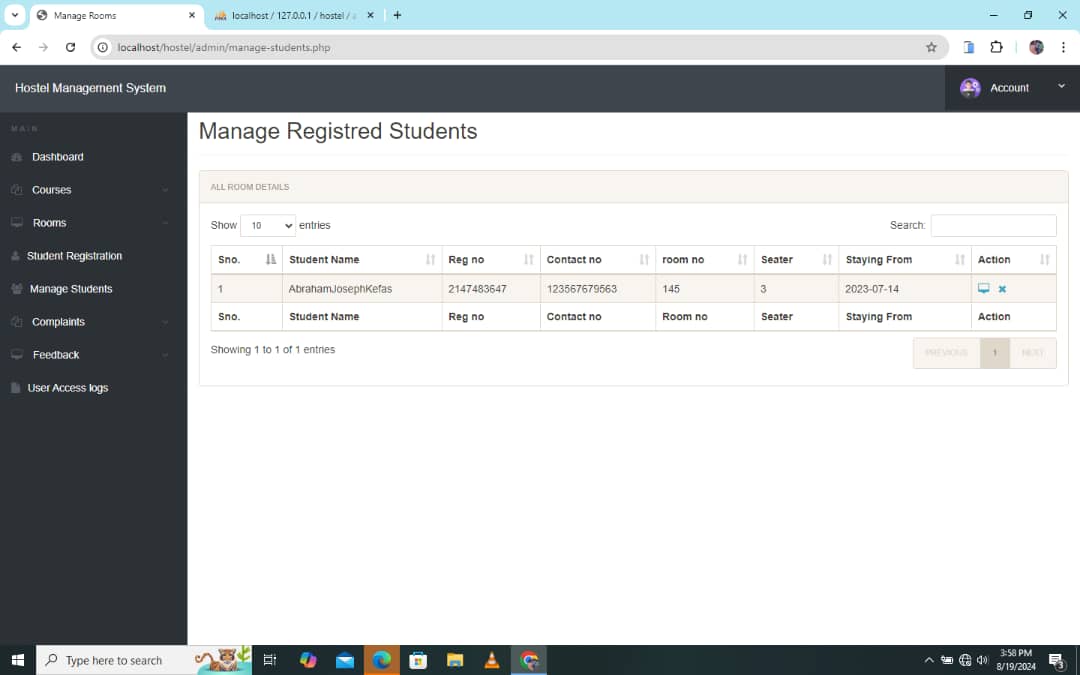 Manage Rooms
localhost / 127.0.0.1 / hostel /
localhost/hostel/admin/manage-students.php
Hostel Management System
Account
MAIN
Dashboard
Courses
Rooms
Student Registration
Manage Students
Complaints
Feedback
User Access logs
Manage Registred Students
ALL ROOM DETAILS
Show 10 entries
Search:
Sno. Student Name Reg no Contact no room no Seater Staying From Action
1 AbrahamJosephKefas 2147483647 123567679563 145 3 2023-07-14
Sno. Student Name Reg no Contact no Room no Seater Staying From Action
Showing 1 to 1 of 1 entries
PREVIOUS 1 NEXT
Type here to search
3:58 PM
8/19/2024
3